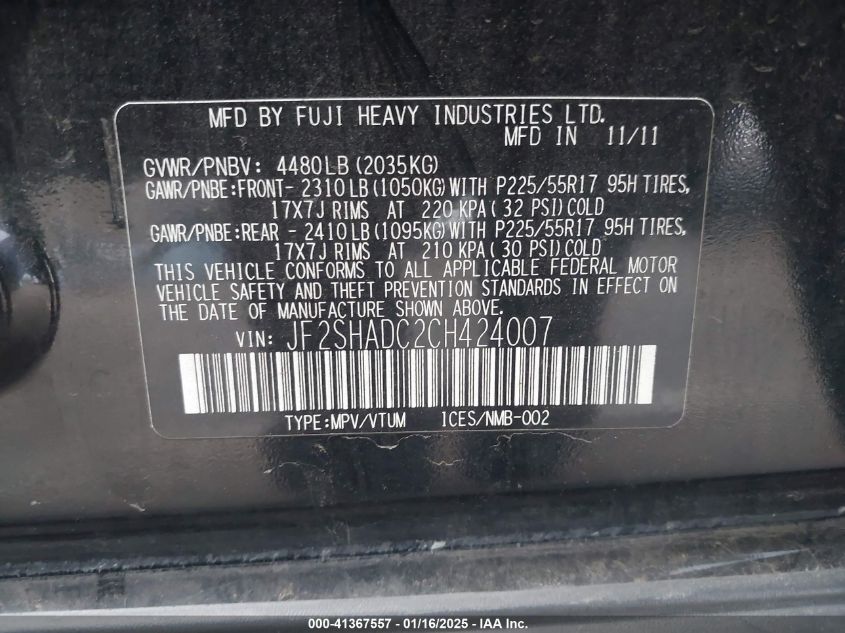 MFD BY FUJI HEAVY INDUSTRIES LTD.
MFD IN 11/11
GVWR/PNBV: 4480LB (2035KG)
GAWR/PNBE:FRONT- 2310LB (1050KG) WITH P225/55R17 95H TIRES,
17X7J RIMS AT 220 KPA (32 PSI) COLD
GAWR/PNBE:REAR - 2410LB (1095KG) WITH P225/55R17 95H TIRES,
17X7J RIMS AT 210 KPA (30 PSI) COLD
THIS VEHICLE CONFORMS TO ALL APPLICABLE FEDERAL MOTOR
VEHICLE SAFETY AND THEFT PREVENTION STANDARDS IN EFFECT ON
THE DATE OF MANUFACTURE SHOWN ABOVE.
VIN: JF2SHADC2CH424007
TYPE:MPV/VTUM ICES/NMB-002
000-41367557 - 01/16/2025 - IAA Inc.